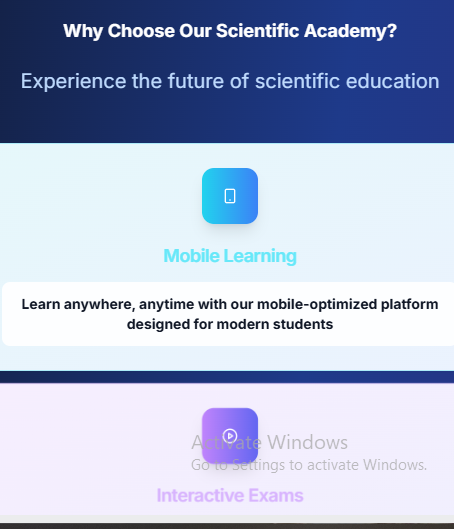 Why Choose Our Scientific Academy?
Experience the future of scientific education
Mobile Learning
Learn anywhere, anytime with our mobile-optimized platform
designed for modern students
Activate Windows
Go to Settings to activate Windows.
Interactive Exams